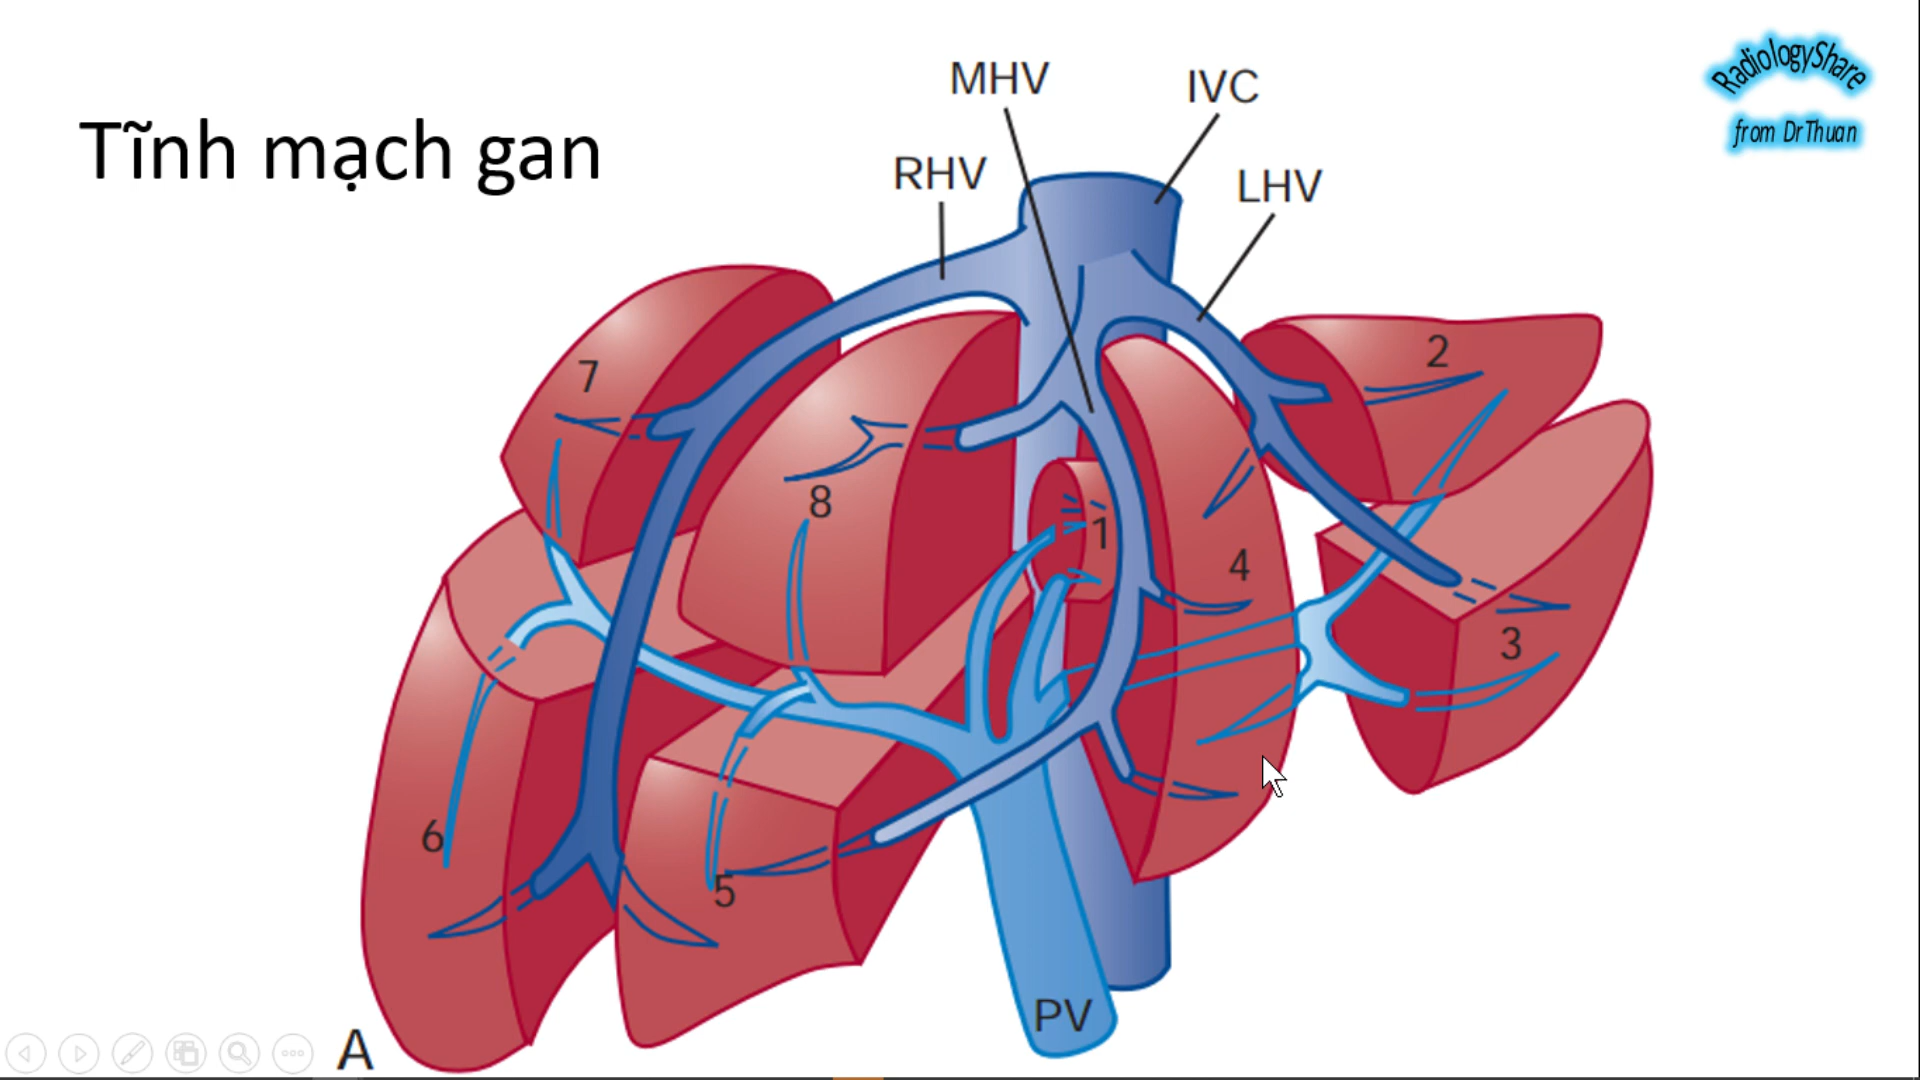 RadiologyShare
from DrThuan
Tĩnh mạch gan
MHV
IVC
RHV
LHV
7
2
8
1
4
3
6
5
PV
A